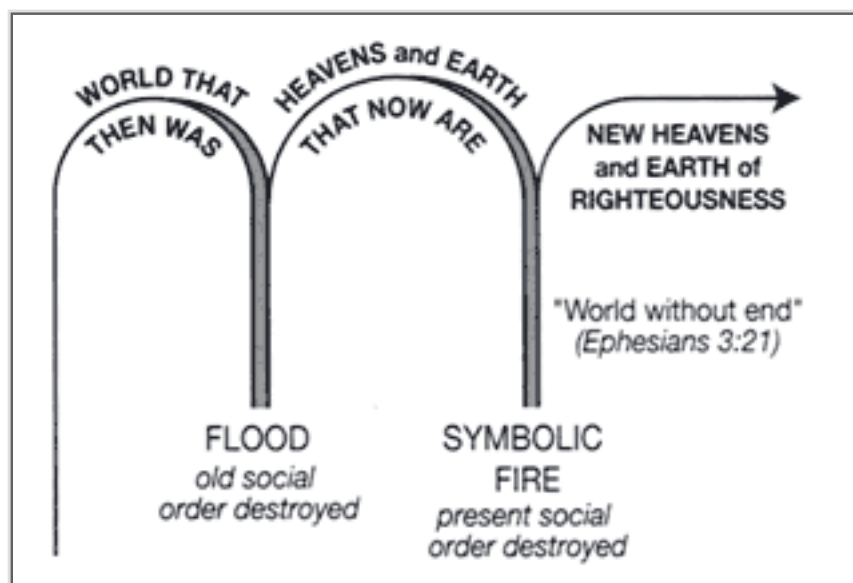 WORLD THAT
THEN WAS
HEAVENS and EARTH
THAT NOW ARE
NEW HEAVENS
and EARTH of
RIGHTEOUSNESS
"World without end"
(Ephesians 3:21)
FLOOD
old social
order destroyed
SYMBOLIC
FIRE
present social
order destroyed